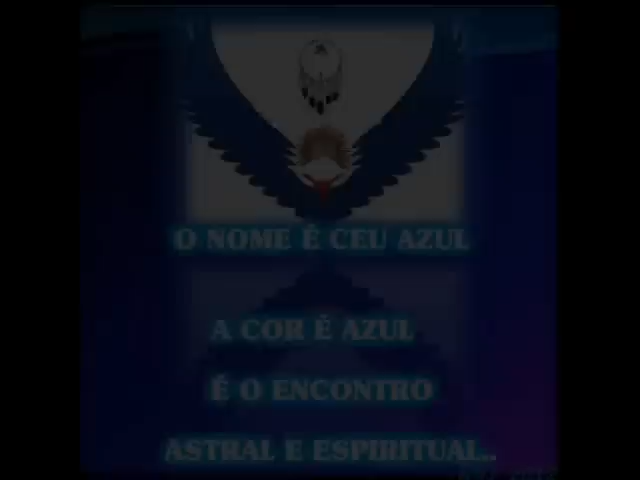 O NOME É CEU AZUL
A COR É AZUL
É O ENCONTRO
ASTRAL E ESPIRITUAL..